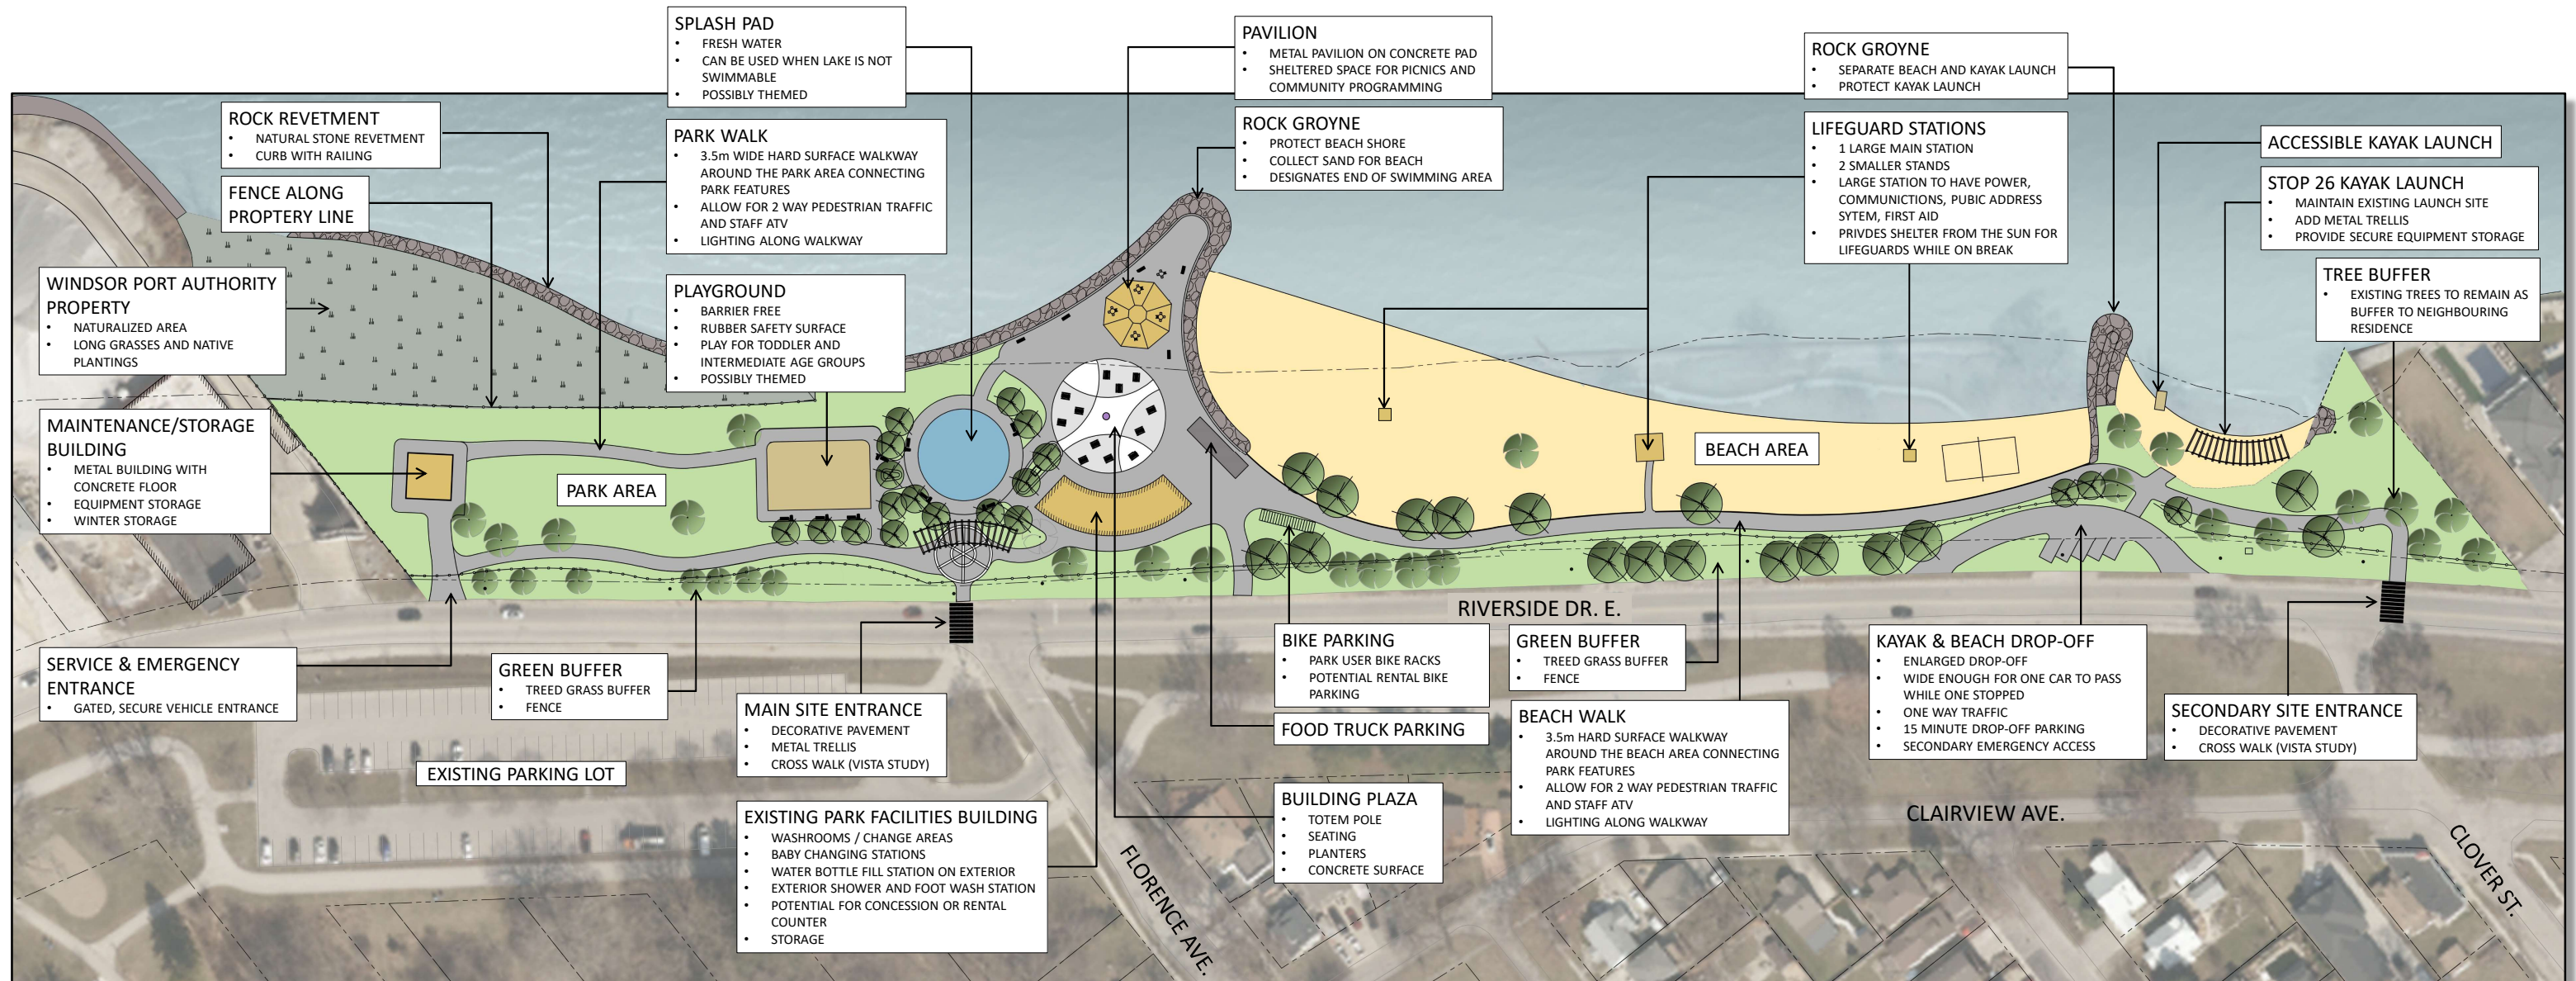 SPLASH PAD
• FRESH WATER
• CAN BE USED WHEN LAKE IS NOT
SWIMMABLE
• POSSIBLY THEMED
PAVILION
• METAL PAVILION ON CONCRETE PAD
• SHELTERED SPACE FOR PICNICS AND
COMMUNITY PROGRAMMING
ROCK GROYNE
• SEPARATE BEACH AND KAYAK LAUNCH
• PROTECT KAYAK LAUNCH
ROCK REVETMENT
• NATURAL STONE REVETMENT
• CURB WITH RAILING
PARK WALK
• 3.5m WIDE HARD SURFACE WALKWAY
AROUND THE PARK AREA CONNECTING
PARK FEATURES
• ALLOW FOR 2 WAY PEDESTRIAN TRAFFIC
AND STAFF ATV
• LIGHTING ALONG WALKWAY
ROCK GROYNE
• PROTECT BEACH SHORE
• COLLECT SAND FOR BEACH
• DESIGNATES END OF SWIMMING AREA
LIFEGUARD STATIONS
• 1 LARGE MAIN STATION
• 2 SMALLER STANDS
• LARGE STATION TO HAVE POWER,
COMMUNICTIONS, PUBIC ADDRESS
SYTEM, FIRST AID
• PRIVDES SHELTER FROM THE SUN FOR
LIFEGUARDS WHILE ON BREAK
ACCESSIBLE KAYAK LAUNCH
STOP 26 KAYAK LAUNCH
• MAINTAIN EXISTING LAUNCH SITE
• ADD METAL TRELLIS
• PROVIDE SECURE EQUIPMENT STORAGE
FENCE ALONG
PROPTERY LINE
WINDSOR PORT AUTHORITY
PROPERTY
• NATURALIZED AREA
• LONG GRASSES AND NATIVE
PLANTINGS
PLAYGROUND
• BARRIER FREE
• RUBBER SAFETY SURFACE
• PLAY FOR TODDLER AND
INTERMEDIATE AGE GROUPS
• POSSIBLY THEMED
TREE BUFFER
• EXISTING TREES TO REMAIN AS
BUFFER TO NEIGHBOURING
RESIDENCE
MAINTENANCE/STORAGE
BUILDING
• METAL BUILDING WITH
CONCRETE FLOOR
• EQUIPMENT STORAGE
• WINTER STORAGE
PARK AREA
BEACH AREA
RIVERSIDE DR. E.
SERVICE & EMERGENCY
ENTRANCE
• GATED, SECURE VEHICLE ENTRANCE
GREEN BUFFER
• TREED GRASS BUFFER
• FENCE
MAIN SITE ENTRANCE
• DECORATIVE PAVEMENT
• METAL TRELLIS
• CROSS WALK (VISTA STUDY)
BIKE PARKING
• PARK USER BIKE RACKS
• POTENTIAL RENTAL BIKE
PARKING
FOOD TRUCK PARKING
GREEN BUFFER
• TREED GRASS BUFFER
• FENCE
BEACH WALK
• 3.5m HARD SURFACE WALKWAY
AROUND THE BEACH AREA CONNECTING
PARK FEATURES
• ALLOW FOR 2 WAY PEDESTRIAN TRAFFIC
AND STAFF ATV
• LIGHTING ALONG WALKWAY
KAYAK & BEACH DROP-OFF
• ENLARGED DROP-OFF
• WIDE ENOUGH FOR ONE CAR TO PASS
WHILE ONE STOPPED
• ONE WAY TRAFFIC
• 15 MINUTE DROP-OFF PARKING
• SECONDARY EMERGENCY ACCESS
SECONDARY SITE ENTRANCE
• DECORATIVE PAVEMENT
• CROSS WALK (VISTA STUDY)
EXISTING PARKING LOT
EXISTING PARK FACILITIES BUILDING
• WASHROOMS / CHANGE AREAS
• BABY CHANGING STATIONS
• WATER BOTTLE FILL STATION ON EXTERIOR
• EXTERIOR SHOWER AND FOOT WASH STATION
• POTENTIAL FOR CONCESSION OR RENTAL
COUNTER
• STORAGE
BUILDING PLAZA
• TOTEM POLE
• SEATING
• PLANTERS
• CONCRETE SURFACE
FLORENCE AVE.
CLAIRVIEW AVE.
CLOVER ST.